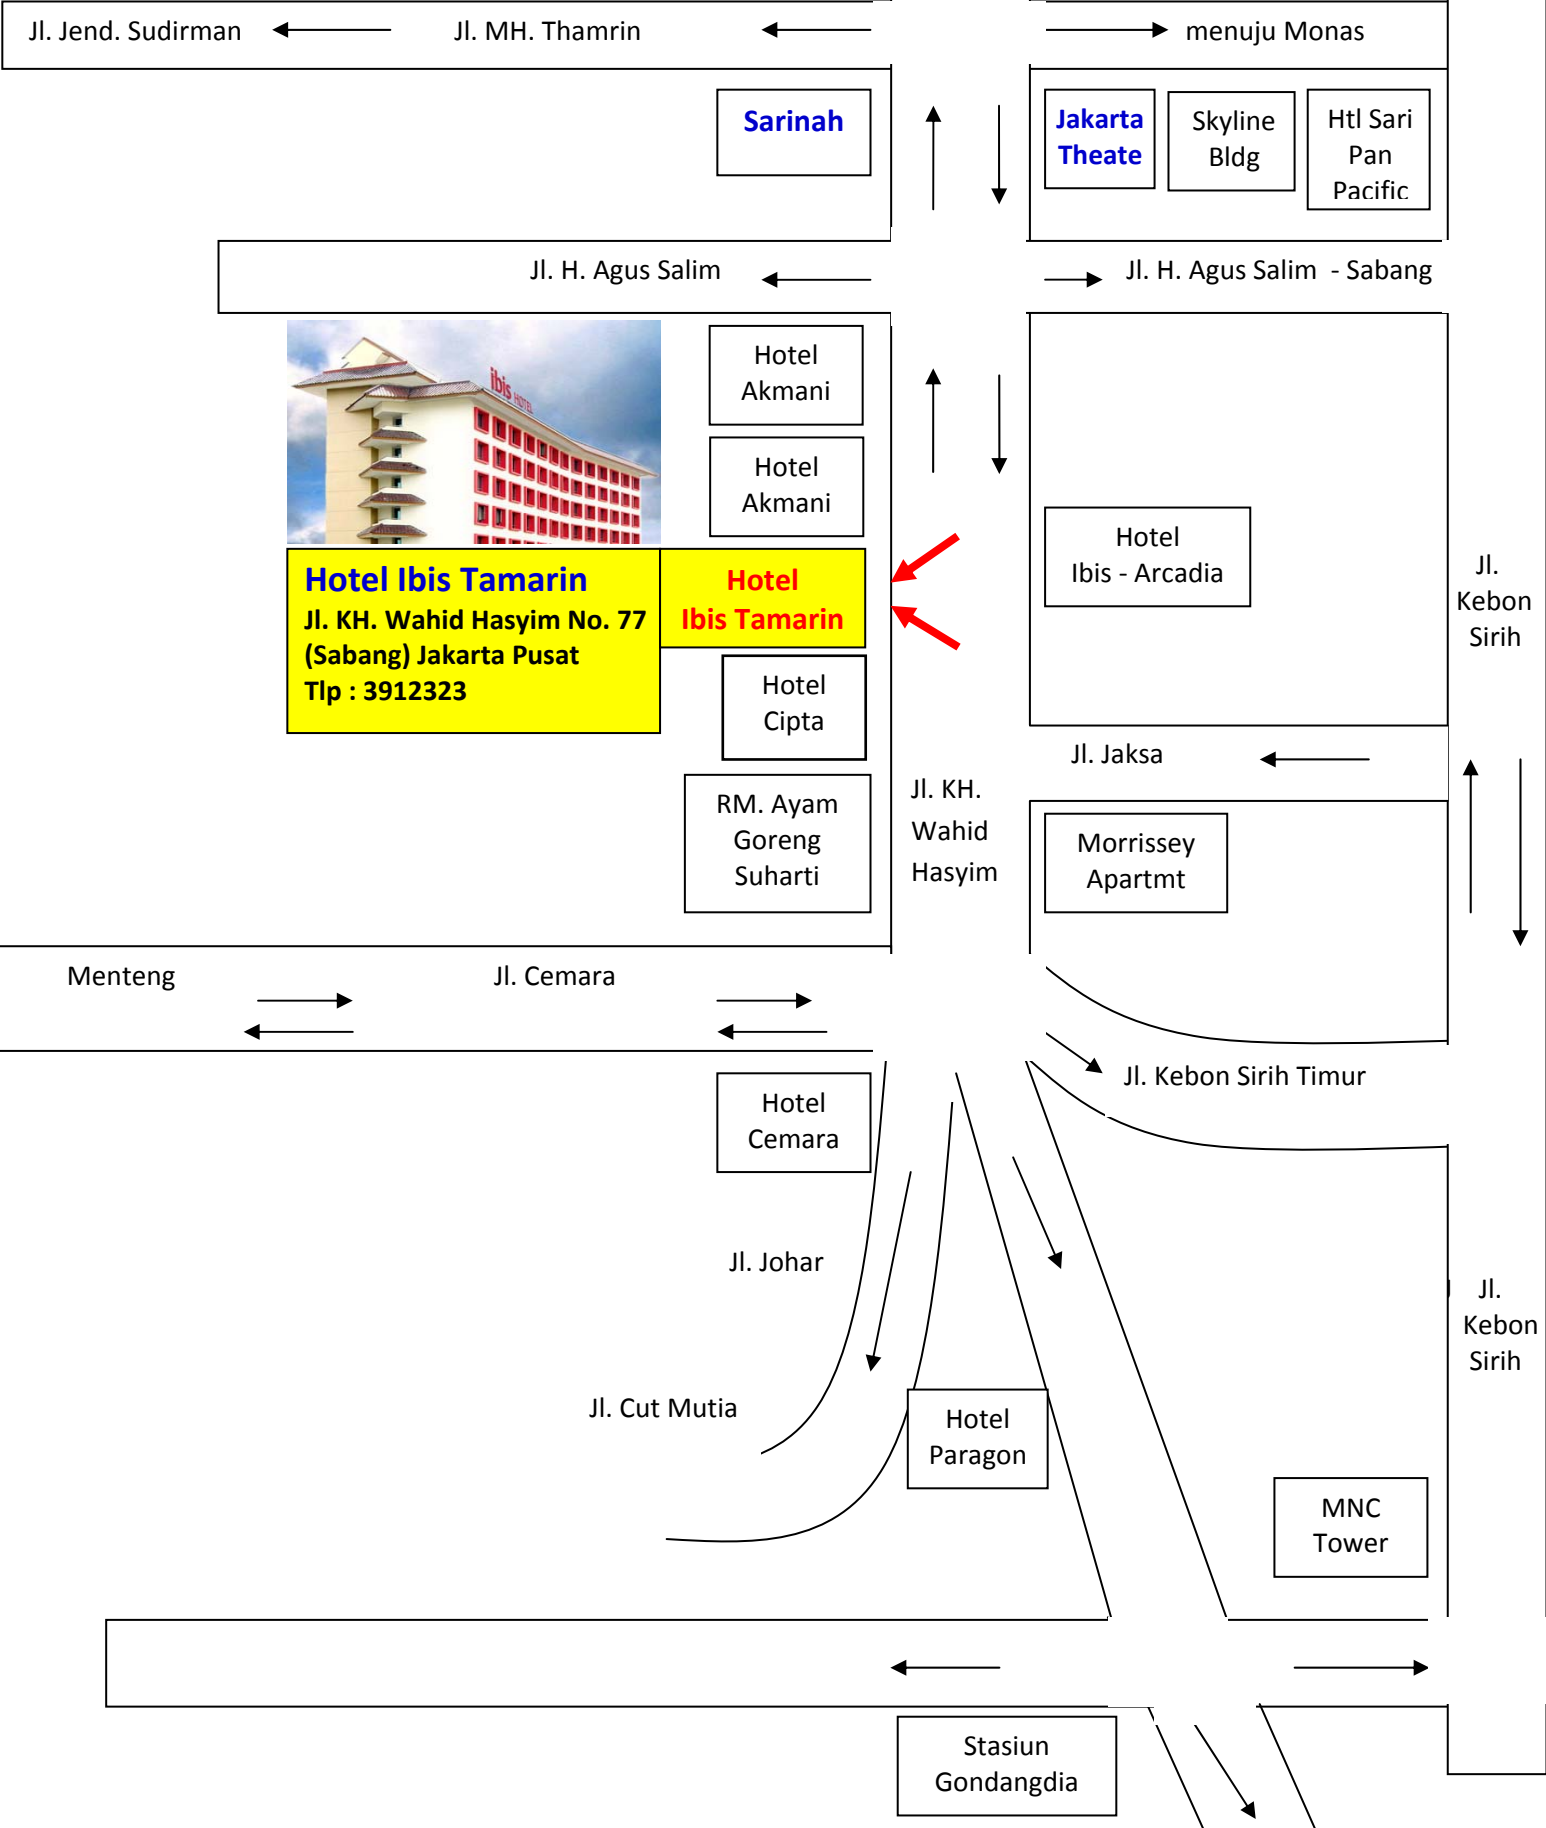 Jl. Jend. Sudirman
Jl. MH. Thamrin
menuju Monas
Sarinah
Jakarta
Theate
Skyline
Bldg
Htl Sari
Pan
Pacific
Jl. H. Agus Salim
Jl. H. Agus Salim - Sabang
ibis HOTEL
Hotel
Akmani
Hotel
Akmani
Hotel Ibis Tamarin
Jl. KH. Wahid Hasyim No. 77
(Sabang) Jakarta Pusat
Tlp : 3912323
Hotel
Ibis Tamarin
Hotel
Ibis - Arcadia
Jl.
Kebon
Sirih
Hotel
Cipta
Jl. Jaksa
RM. Ayam
Goreng
Suharti
Jl. KH.
Wahid
Hasyim
Morrissey
Apartmt
Menteng
Jl. Cemara
Jl. Kebon Sirih Timur
Hotel
Cemara
Jl. Johar
Jl.
Kebon
Sirih
Jl. Cut Mutia
Hotel
Paragon
MNC
Tower
Stasiun
Gondangdia